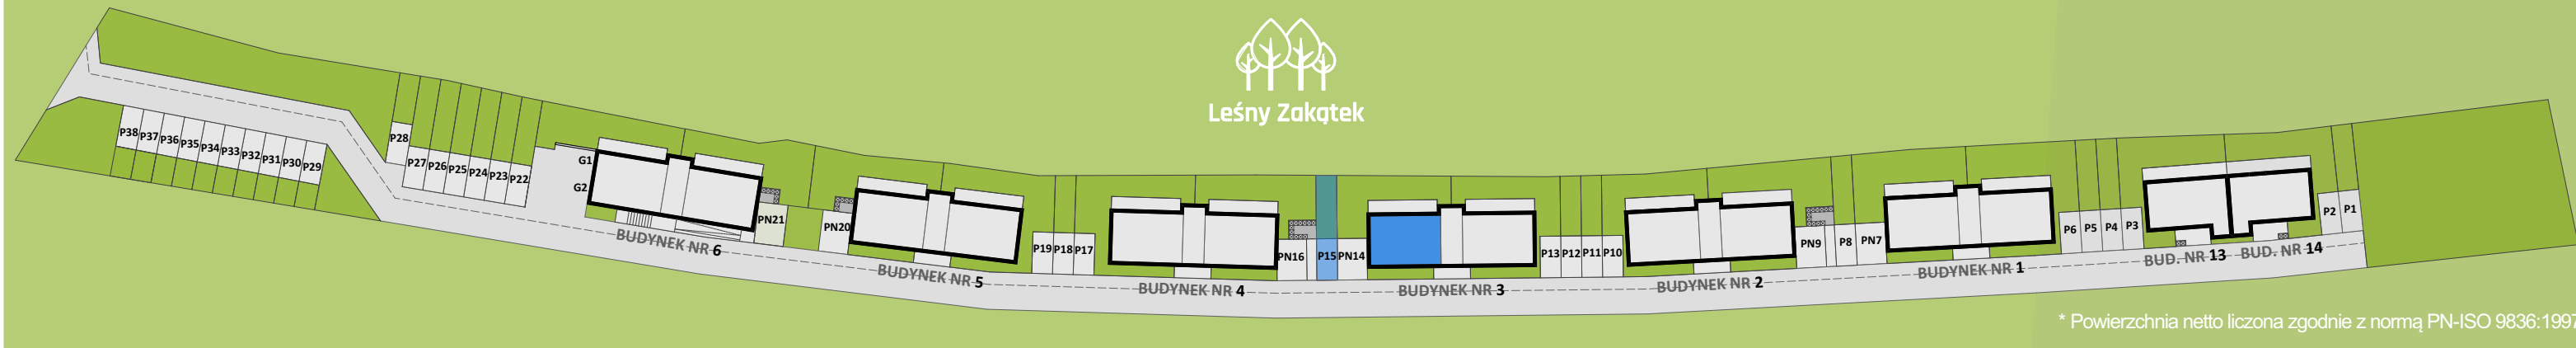 Leśny Zakątek
P38 P37 P36 P35 P34 P33 P32 P31 P30 P29
P28
P27 P26 P25 P24 P23 P22
G1
G2
PN21
BUDYNEK NR 6
PN20
BUDYNEK NR 5
P19 P18 P17
BUDYNEK NR 4
PN16 P15 PN14
BUDYNEK NR 3
P13 P12 P11 P10
BUDYNEK NR 2
PN9 P8 PN7
BUDYNEK NR 1
P6 P5 P4 P3
BUD. NR 13
BUD. NR 14
P2 P1
* Powierzchnia netto liczona zgodnie z normą PN-ISO 9836:1997